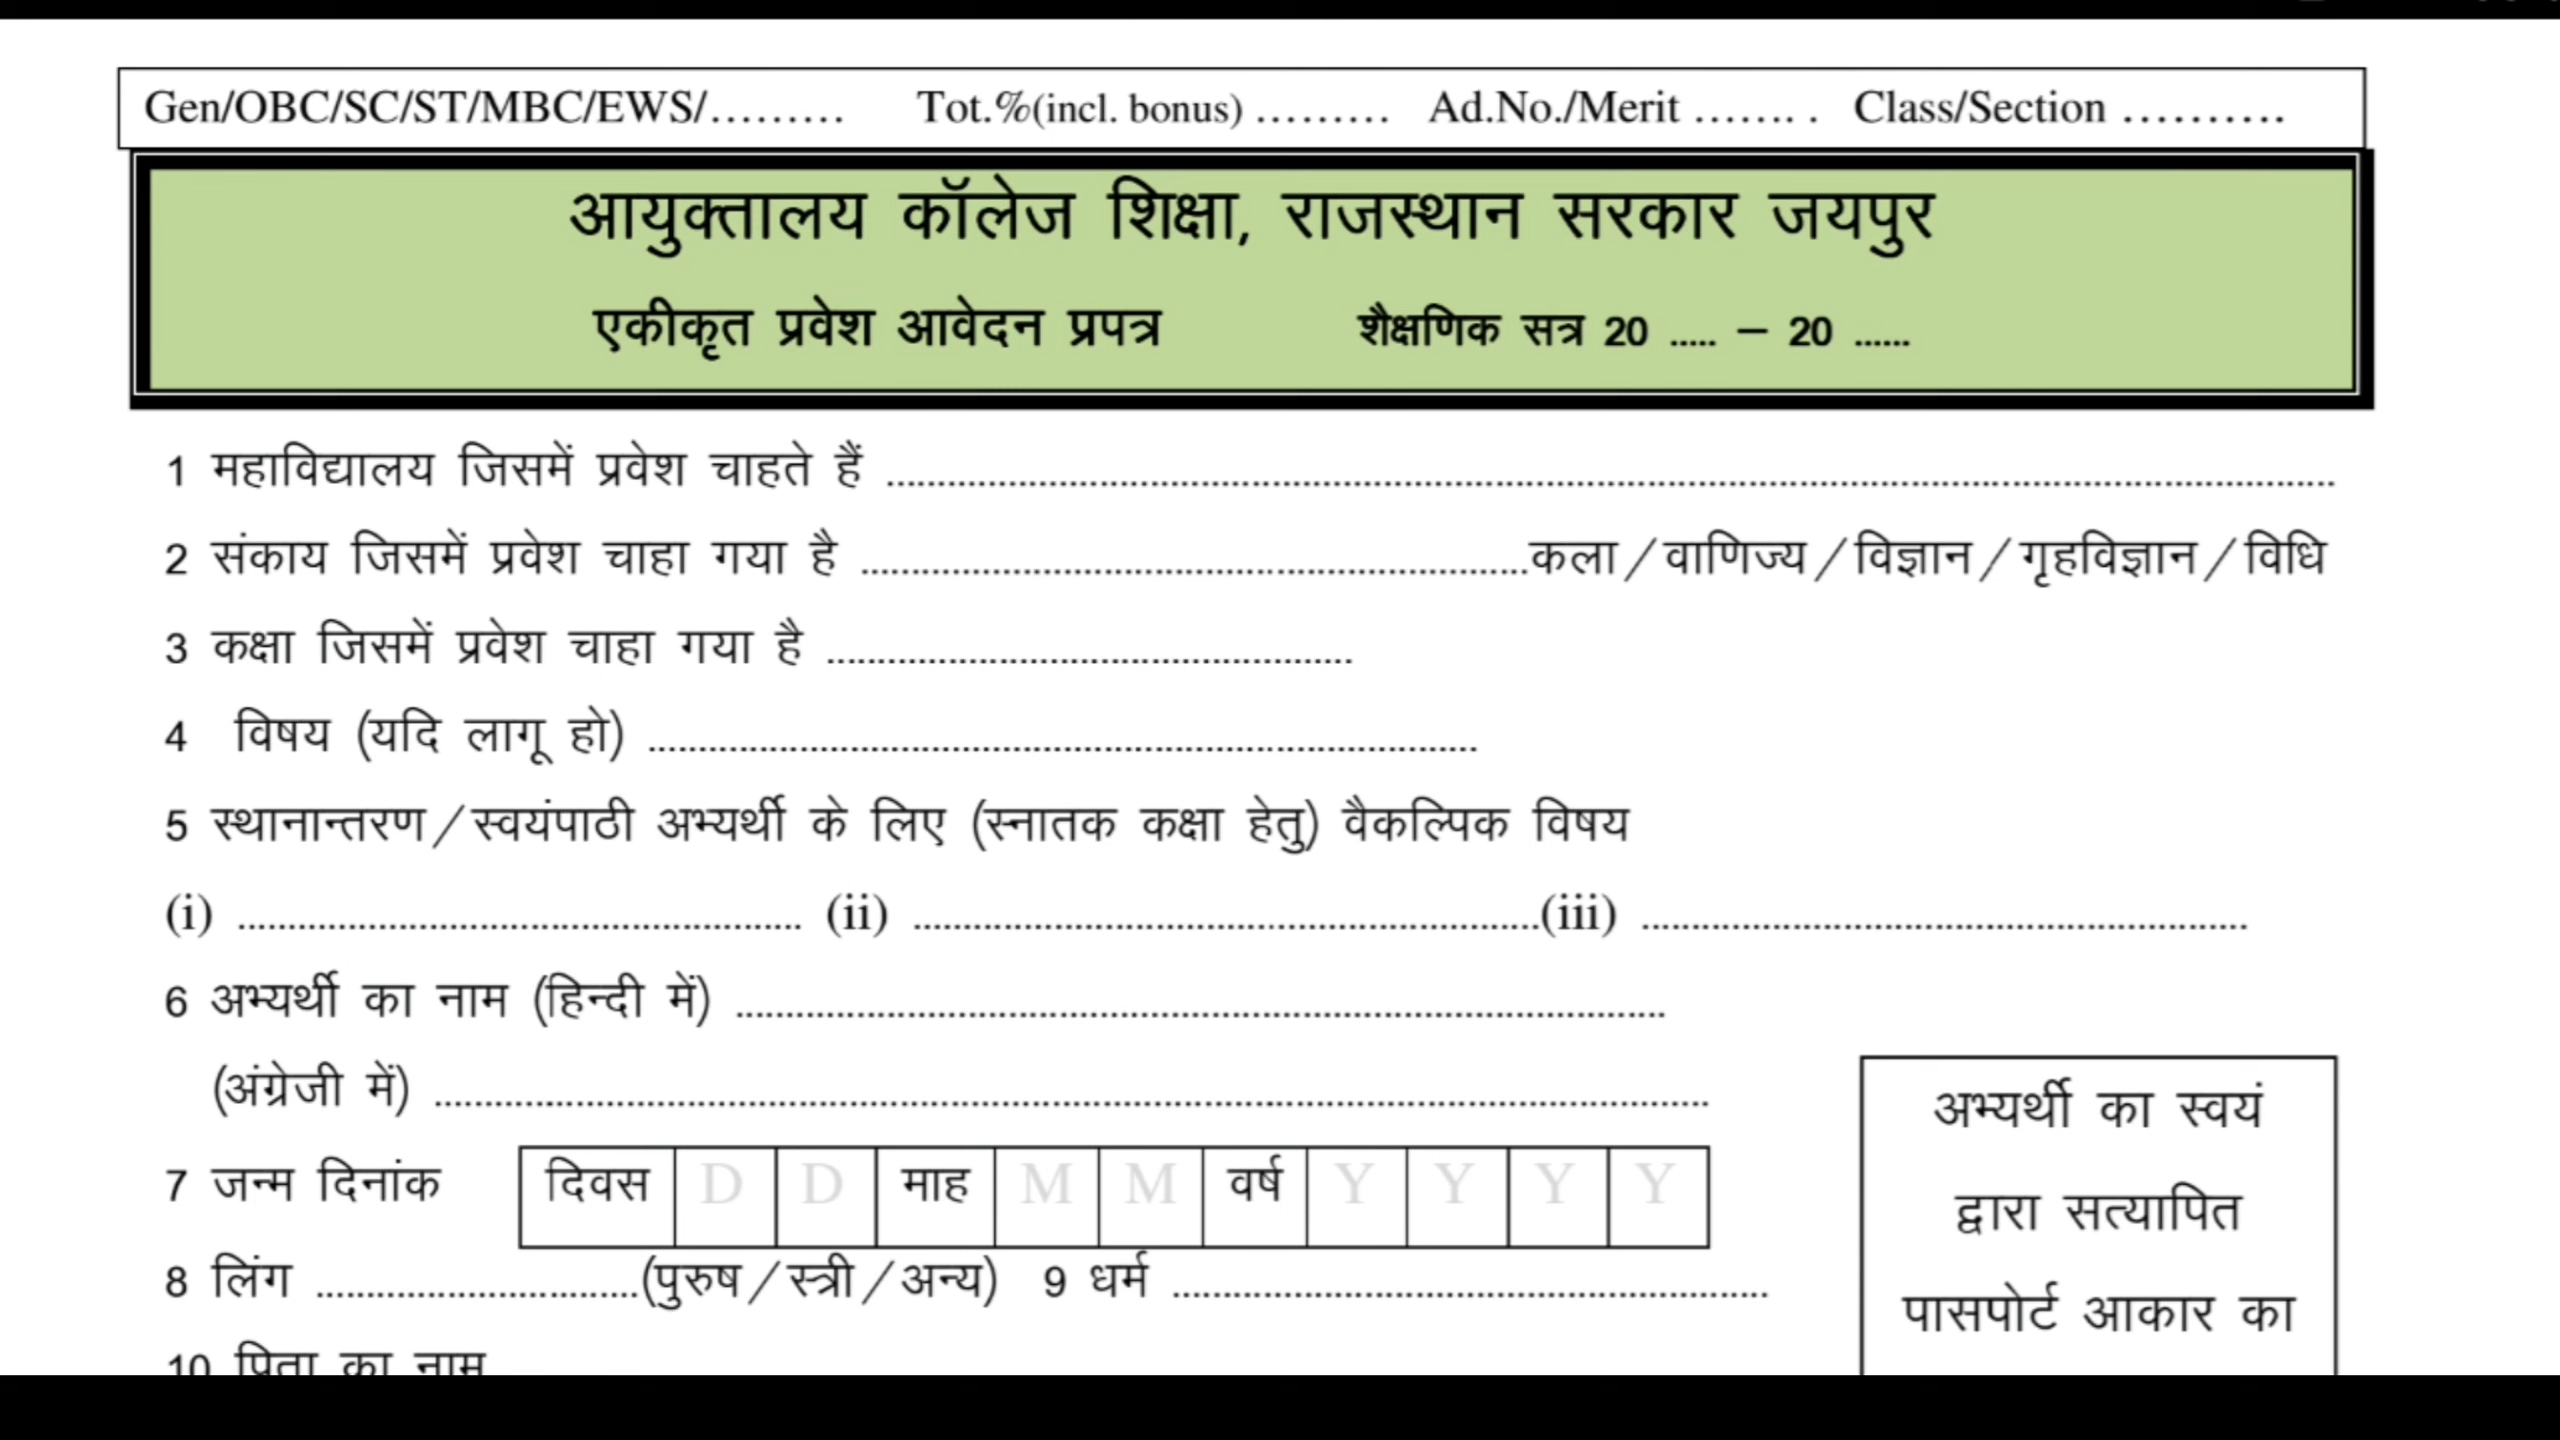 Gen/OBC/SC/ST/MBC/EWS/......... Tot.%(incl. bonus) ......... Ad.No./Merit ....... . Class/Section ..........
आयुक्तालय कॉलेज शिक्षा, राजस्थान सरकार जयपुर
एकीकृत प्रवेश आवेदन प्रपत्र शैक्षणिक सत्र 20 ..... – 20 ......
1 महाविद्यालय जिसमें प्रवेश चाहते हैं ................................................................
2 संकाय जिसमें प्रवेश चाहा गया है ................................कला/वाणिज्य/विज्ञान/गृहविज्ञान/विधि
3 कक्षा जिसमें प्रवेश चाहा गया है ................................
4 विषय (यदि लागू हो) ................................................
5 स्थानान्तरण/स्वयंपाठी अभ्यर्थी के लिए (स्नातक कक्षा हेतु) वैकल्पिक विषय
(i) ................................ (ii) ................................(iii) ................................
6 अभ्यर्थी का नाम (हिन्दी में) ................................................
(अंग्रेजी में) ................................................................
7 जन्म दिनांक दिवस D D माह M M वर्ष Y Y Y Y
8 लिंग ....................(पुरुष/स्त्री/अन्य) 9 धर्म ................................
10 पिता का नाम
अभ्यर्थी का स्वयं
द्वारा सत्यापित
पासपोर्ट आकार का